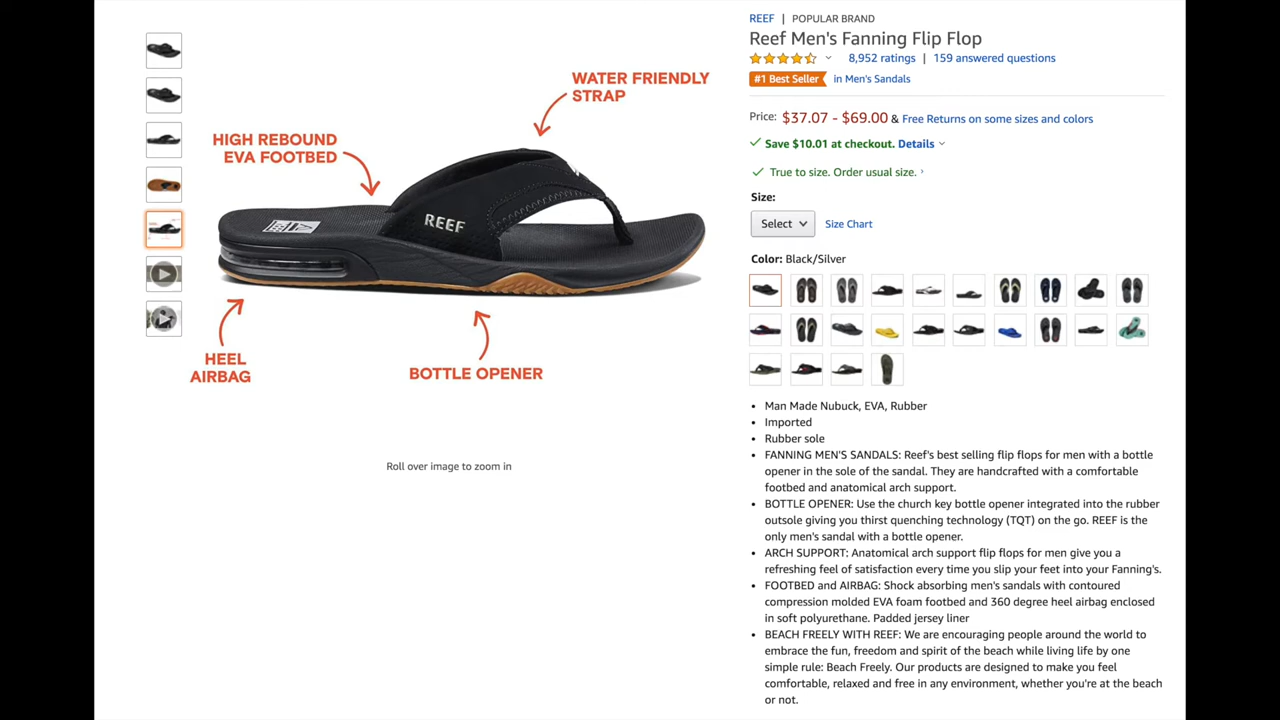 REEF | POPULAR BRAND
Reef Men's Fanning Flip Flop
8,952 ratings | 159 answered questions
#1 Best Seller in Men's Sandals
Price: $37.07 - $69.00 & Free Returns on some sizes and colors
Save $10.01 at checkout. Details
True to size. Order usual size.
Size:
Select
Size Chart
Color: Black/Silver
WATER FRIENDLY
STRAP
HIGH REBOUND
EVA FOOTBED
REEF
HEEL
AIRBAG
BOTTLE OPENER
Roll over image to zoom in
• Man Made Nubuck, EVA, Rubber
• Imported
• Rubber sole
• FANNING MEN'S SANDALS: Reef's best selling flip flops for men with a bottle
opener in the sole of the sandal. They are handcrafted with a comfortable
footbed and anatomical arch support.
• BOTTLE OPENER: Use the church key bottle opener integrated into the rubber
outsole giving you thirst quenching technology (TQT) on the go. REEF is the
only men's sandal with a bottle opener.
• ARCH SUPPORT: Anatomical arch support flip flops for men give you a
refreshing feel of satisfaction every time you slip your feet into your Fanning's.
• FOOTBED and AIRBAG: Shock absorbing men's sandals with contoured
compression molded EVA foam footbed and 360 degree heel airbag enclosed
in soft polyurethane. Padded jersey liner
• BEACH FREELY WITH REEF: We are encouraging people around the world to
embrace the fun, freedom and spirit of the beach while living life by one
simple rule: Beach Freely. Our products are designed to make you feel
comfortable, relaxed and free in any environment, whether you're at the beach
or not.